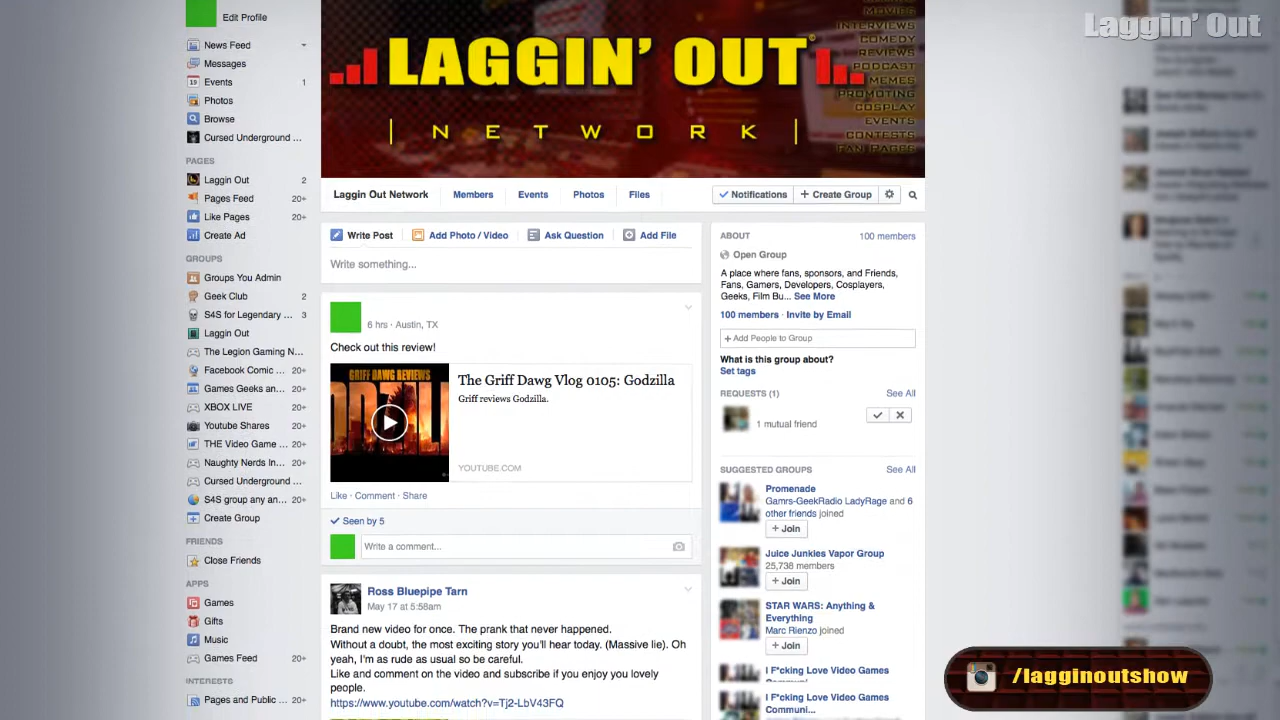 Edit Profile
News Feed
Messages
Events 1
Photos
Browse
Cursed Underground ...
PAGES
Laggin Out 2
Pages Feed 20+
Like Pages 20+
Create Ad
GROUPS
Groups You Admin
Geek Club 2
S4S for Legendary ... 3
Laggin Out
The Legion Gaming N...
Facebook Comic ... 20+
Games Geeks an... 20+
XBOX LIVE 20+
Youtube Shares 20+
THE Video Game ... 20+
Naughty Nerds In... 20+
Cursed Underground ... 20+
S4S group any an... 20+
Create Group
FRIENDS
Close Friends
APPS
Games
Gifts
Music
Games Feed 20+
INTERESTS
Pages and Public ... 20+
LAGGIN' OUT©
| NETWORK |
MOVIES
INTERVIEWS
COMEDY
REVIEWS
PODCAST
MEMES
PROMOTING
COSPLAY
EVENTS
CONTESTS
FAN PAGES
Laggin Out Network Members Events Photos Files Notifications + Create Group
Write Post Add Photo / Video Ask Question Add File
Write something...
6 hrs · Austin, TX
Check out this review!
GRIFF DAWG REVIEWS
The Griff Dawg Vlog 0105: Godzilla
Griff reviews Godzilla.
YOUTUBE.COM
Like · Comment · Share
Seen by 5
Write a comment...
Ross Bluepipe Tarn
May 17 at 5:58am
Brand new video for once. The prank that never happened.
Without a doubt, the most exciting story you'll hear today. (Massive lie). Oh
yeah, I'm as rude as usual so be careful.
Like and comment on the video and subscribe if you enjoy you lovely
people.
https://www.youtube.com/watch?v=Tj2-LbV43FQ
ABOUT 100 members
Open Group
A place where fans, sponsors, and Friends,
Fans, Gamers, Developers, Cosplayers,
Geeks, Film Bu... See More
100 members · Invite by Email
+ Add People to Group
What is this group about?
Set tags
REQUESTS (1) See All
1 mutual friend
SUGGESTED GROUPS See All
Promenade
Gamrs-GeekRadio LadyRage and 6
other friends joined
+ Join
Juice Junkies Vapor Group
25,738 members
+ Join
STAR WARS: Anything &
Everything
Marc Rienzo joined
+ Join
I F*cking Love Video Games
I F*cking Love Video Games
Communi...
Laggin' Out
/lagginoutshow